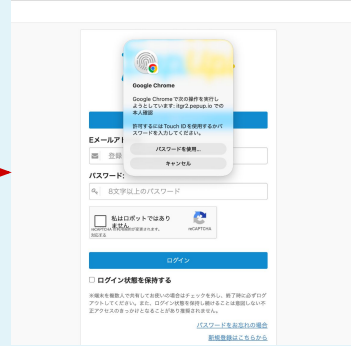 Google Chrome
Google Chrome で次の操作を実行し
ようとしています: itgr2.pepup.io での
本人確認
許可するには Touch ID を使用するかパ
スワードを入力してください。
パスワードを使用...
キャンセル
Eメールア
登録
パスワード:
8文字以上のパスワード
私はロボットではあり
ません
reCAPTCHA
ログイン
ログイン状態を保持する
※端末を複数人で共有してお使いの場合はチェックを外し、終了時に必ずログ
アウトしてください。また、ログイン状態を保持し続けることは意図しない不
正アクセスのきっかけとなることがあり推奨されません。
パスワードをお忘れの場合
新規登録はこちらから